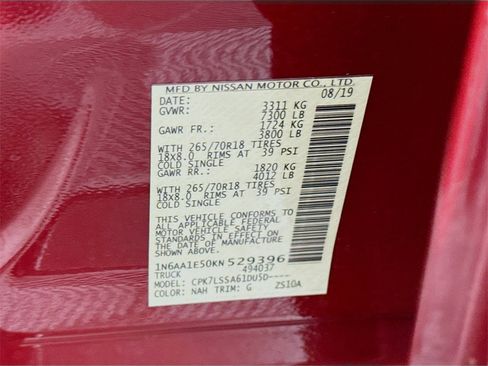 MFD BY NISSAN MOTOR CO., LTD.
DATE: 08/19
GVWR: 3311 KG
7300 LB
GAWR FR.: 1724 KG
3800 LB
WITH 265/70R18 TIRES
18x8.0 RIMS AT 39 PSI
COLD SINGLE
GAWR RR.: 1820 KG
4012 LB
WITH 265/70R18 TIRES
18x8.0 RIMS AT 39 PSI
COLD SINGLE
THIS VEHICLE CONFORMS TO
ALL APPLICABLE FEDERAL
STANDARDS IN EFFECT ON
THE DATE OF MANUFACTURE
SHOWN ABOVE.
1N6AA1E50KN529396
TRUCK 494037
MODEL: CPK7LSSA61DU5D----
COLOR: NAH TRIM: G ZS10A